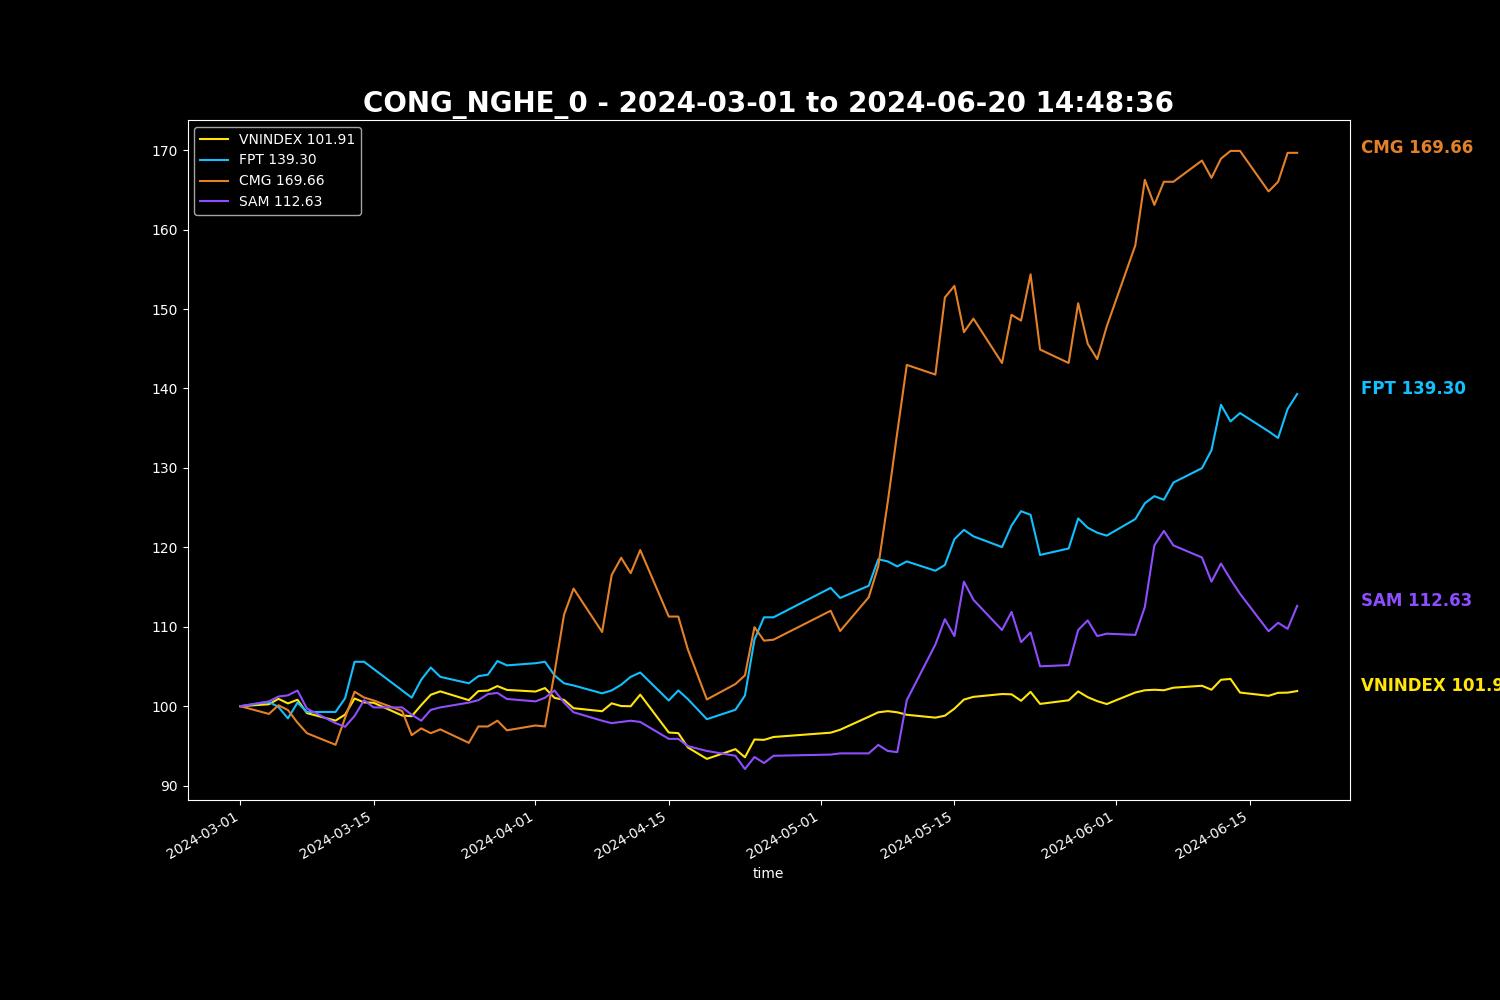 CONG_NGHE_0 - 2024-03-01 to 2024-06-20 14:48:36
VNINDEX 101.91
FPT 139.30
CMG 169.66
SAM 112.63
170
160
150
140
130
120
110
100
90
CMG 169.66
FPT 139.30
SAM 112.63
VNINDEX 101.9
2024-03-01
2024-03-15
2024-04-01
2024-04-15
2024-05-01
2024-05-15
2024-06-01
2024-06-15
time